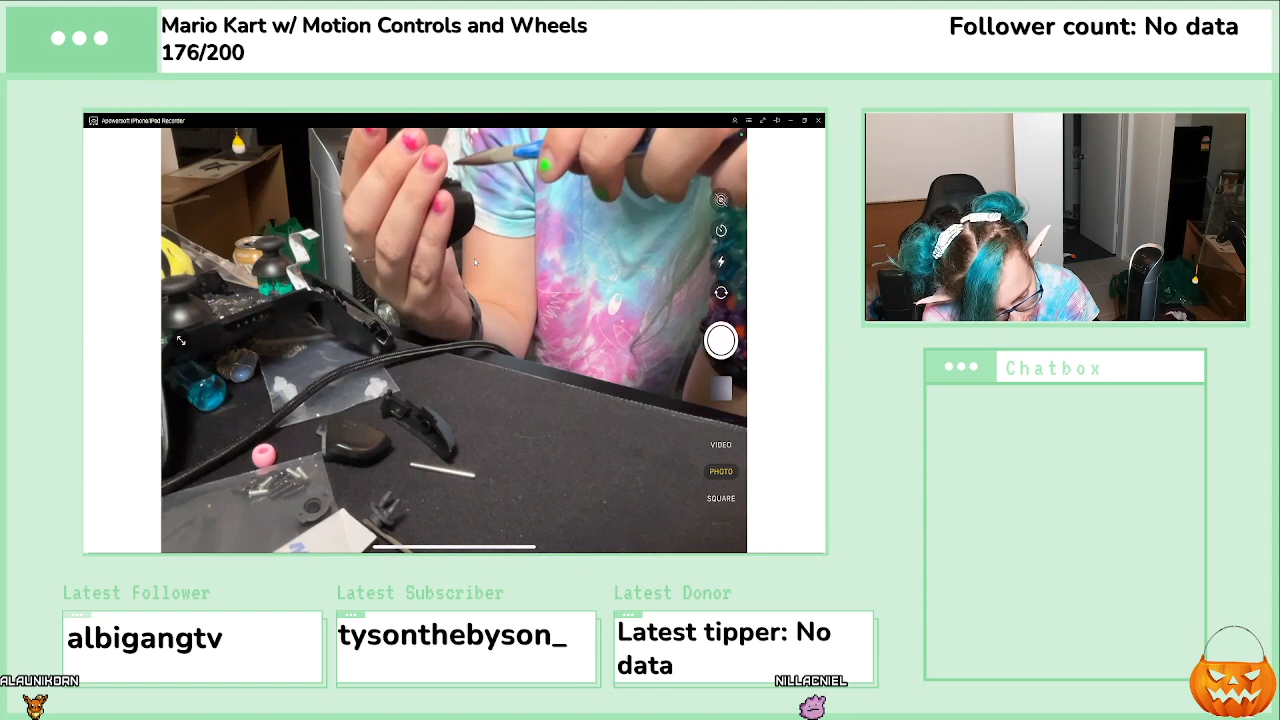 Mario Kart w/ Motion Controls and Wheels
176/200
Follower count: No data
Apowersoft iPhone/iPad Recorder
VIDEO
PHOTO
SQUARE
Chatbox
Latest Follower
Latest Subscriber
Latest Donor
albigangtv
tysonthebyson_
Latest tipper: No
data
ALAUNIKORN
NILLACNIEL